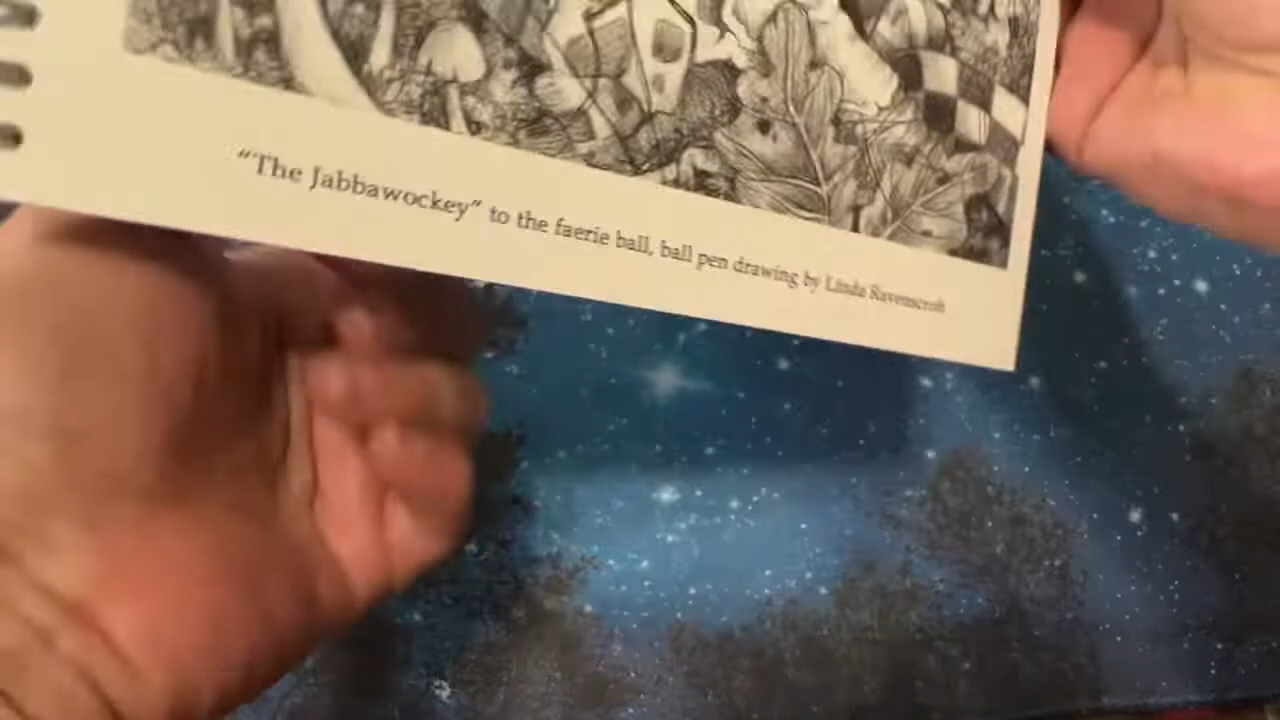 “The Jabbawockey” to the faerie ball, ball pen drawing by Linda Ravenscroft